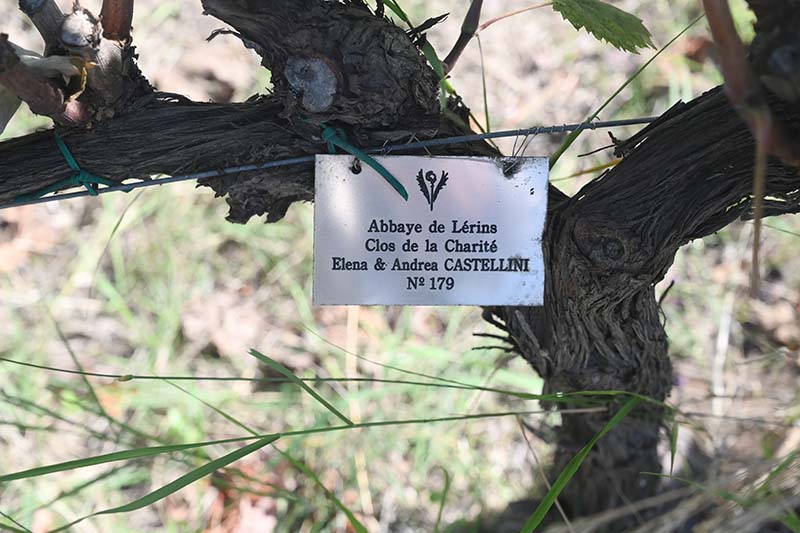 Abbaye de Lérins
Clos de la Charité
Elena & Andrea CASTELLINI
Nº 179